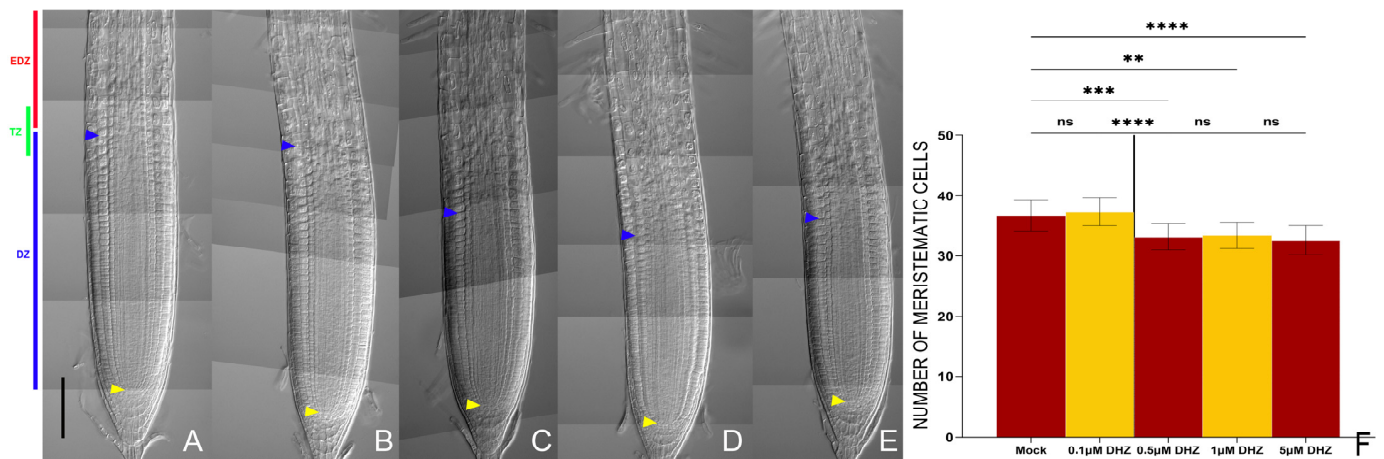 EDZ
TZ
DZ
A B C D E
****
**
***
ns **** ns ns
NUMBER OF MERISTEMATIC CELLS
50
40
30
20
10
0
Mock 0.1µM DHZ 0.5µM DHZ 1µM DHZ 5µM DHZ
F